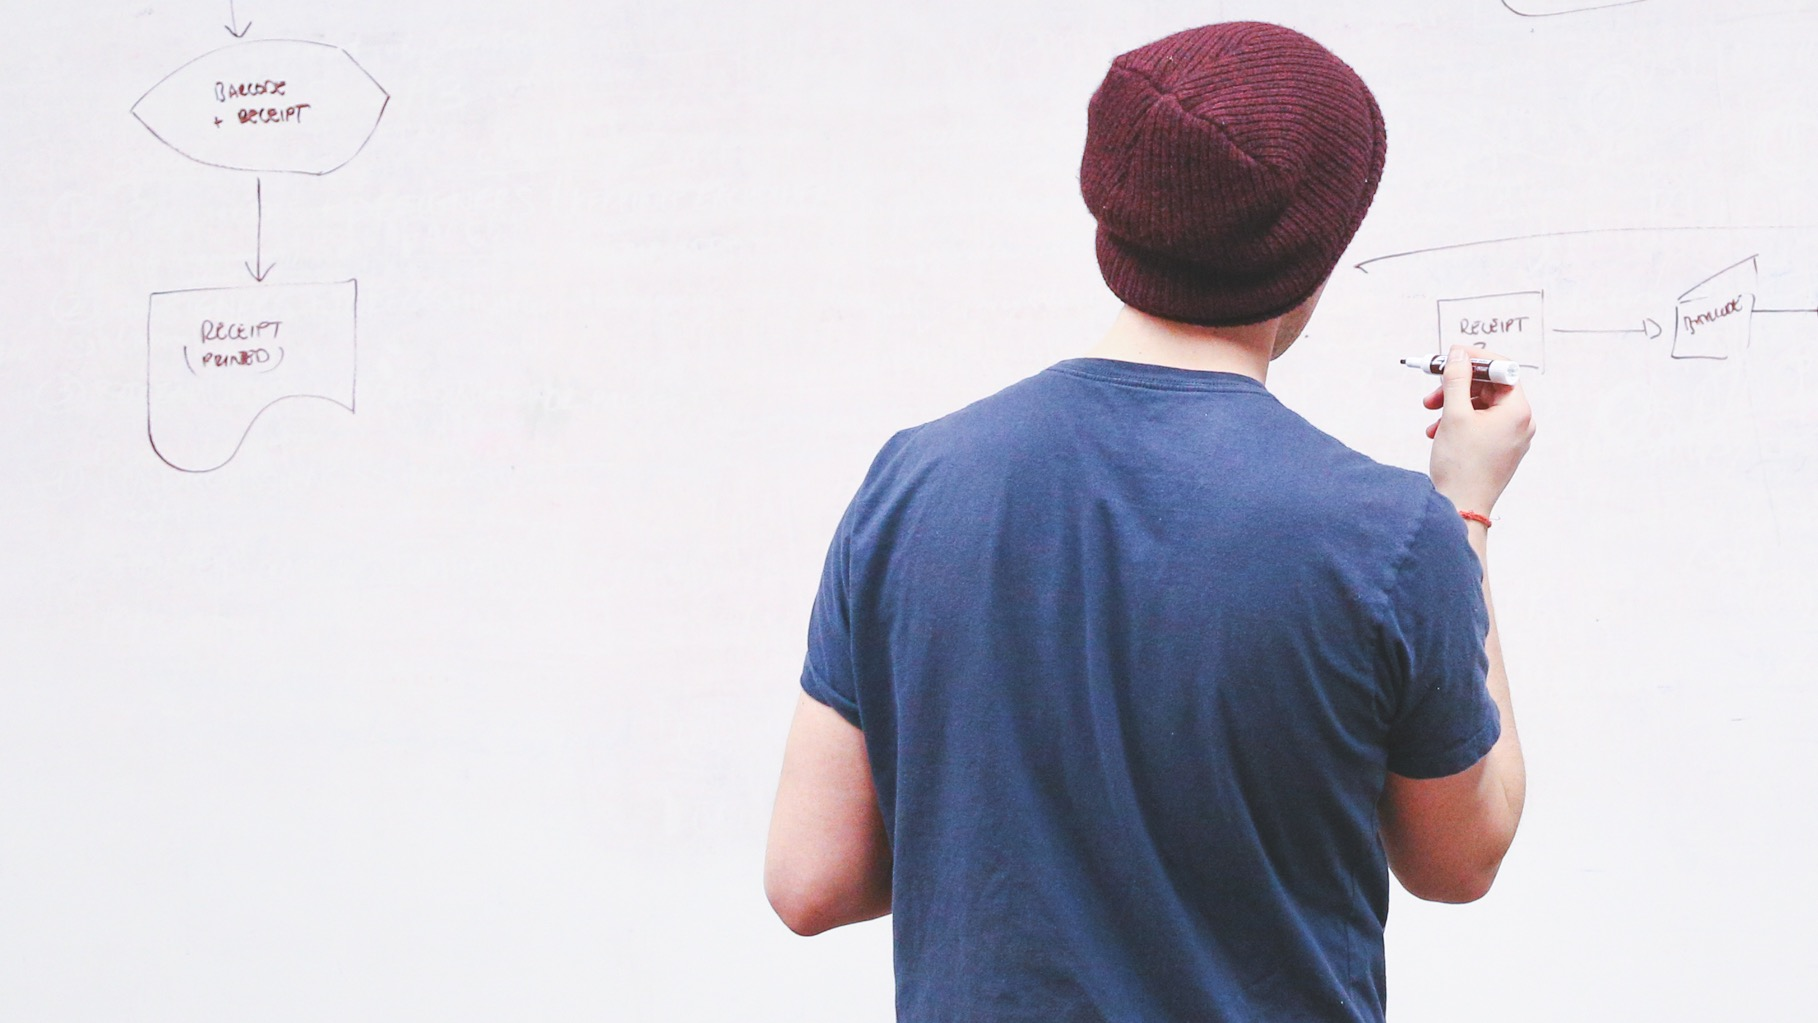 BARCODE
+ RECEIPT
RECEIPT
(PRINTED)
RECEIPT
?
BARCODE